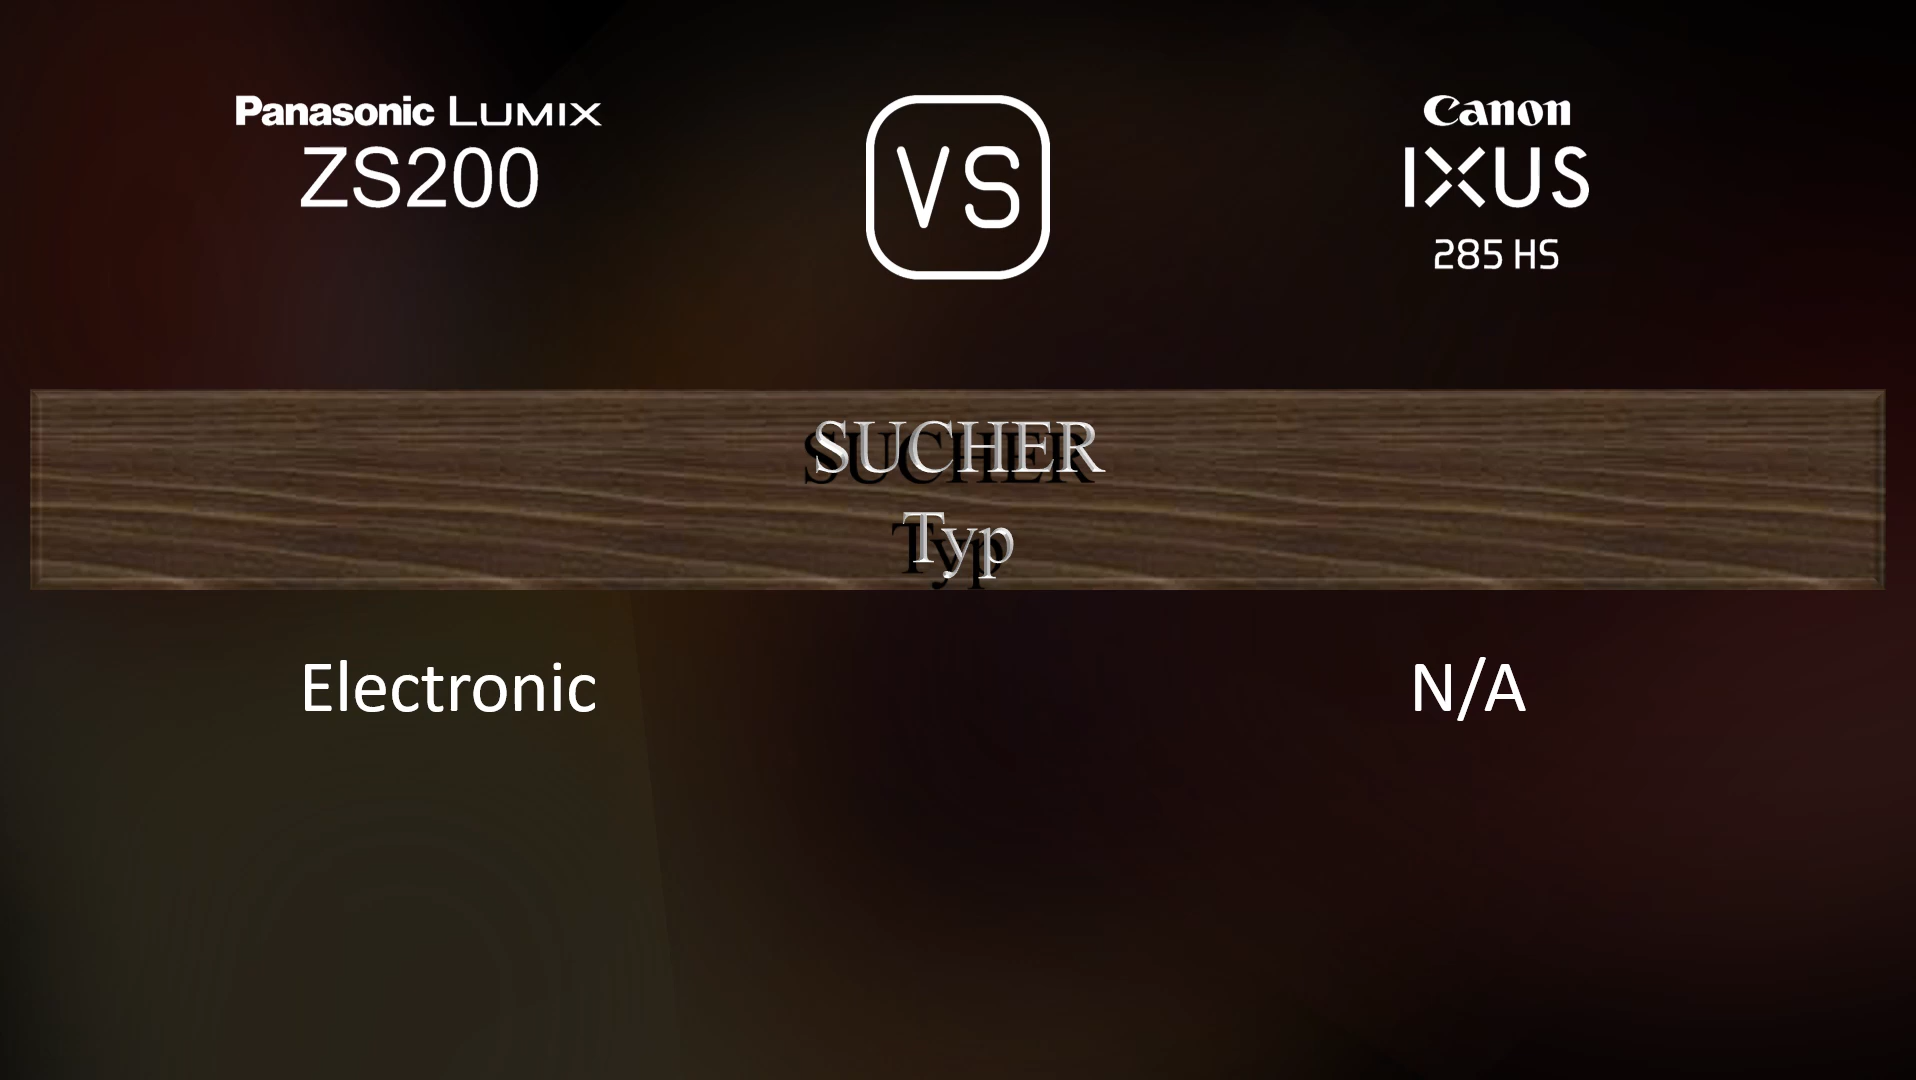 Panasonic LUMIX
ZS200
VS
Canon
IXUS
285 HS
SUCHER
Typ
Electronic
N/A